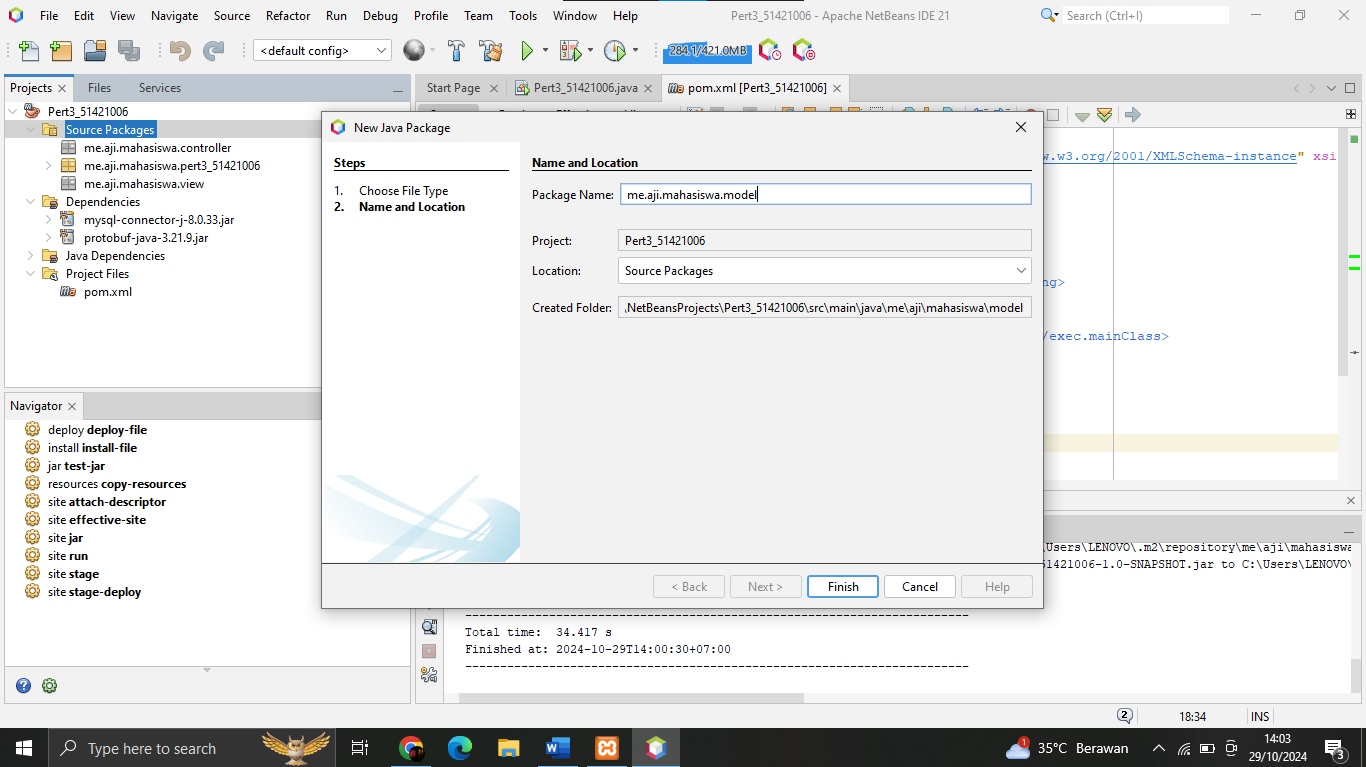 File Edit View Navigate Source Refactor Run Debug Profile Team Tools Window Help
Pert3_51421006 - Apache NetBeans IDE 21
Search (Ctrl+I)
<default config>
284.1/421.0MB
Projects Files Services
Start Page Pert3_51421006.java pom.xml [Pert3_51421006]
Pert3_51421006
Source Packages
me.aji.mahasiswa.controller
me.aji.mahasiswa.pert3_51421006
me.aji.mahasiswa.view
Dependencies
mysql-connector-j-8.0.33.jar
protobuf-java-3.21.9.jar
Java Dependencies
Project Files
pom.xml
Navigator
deploy deploy-file
install install-file
jar test-jar
resources copy-resources
site attach-descriptor
site effective-site
site jar
site run
site stage
site stage-deploy
New Java Package
Steps
1. Choose File Type
2. Name and Location
Name and Location
Package Name: me.aji.mahasiswa.model
Project: Pert3_51421006
Location: Source Packages
Created Folder: \NetBeansProjects\Pert3_51421006\src\main\java\me\aji\mahasiswa\model
< Back Next > Finish Cancel Help
w.w3.org/2001/XMLSchema-instance" xsi
ng>
/exec.mainClass>
\Users\LENOVO\.m2\repository\me\aji\mahasiswa
51421006-1.0-SNAPSHOT.jar to C:\Users\LENOVO\
------------------------------------------------------------------------
Total time: 34.417 s
Finished at: 2024-10-29T14:00:30+07:00
------------------------------------------------------------------------
2 18:34 INS
Type here to search
1 35°C Berawan
14:03
29/10/2024
3